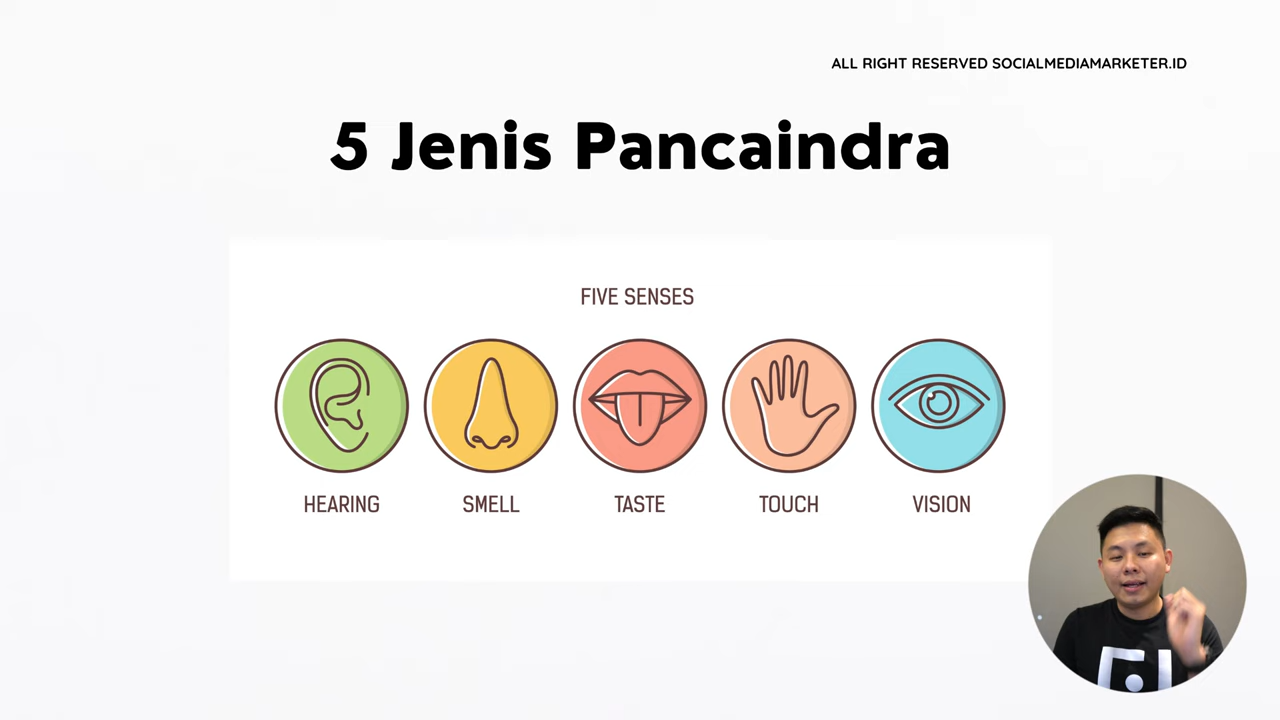 ALL RIGHT RESERVED SOCIALMEDIAMARKETER.ID
5 Jenis Pancaindra
FIVE SENSES
HEARING SMELL TASTE TOUCH VISION